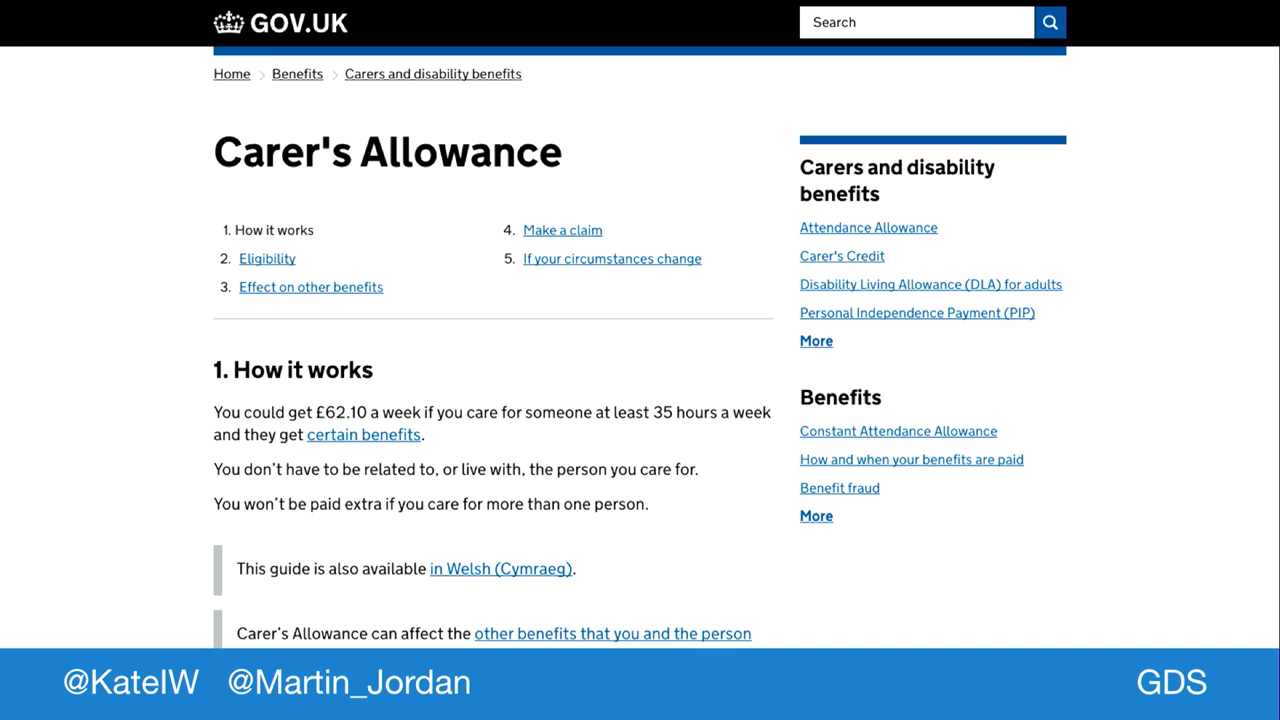 GOV.UK
Search
Home
Benefits
Carers and disability benefits
Carer's Allowance
1. How it works
2. Eligibility
3. Effect on other benefits
4. Make a claim
5. If your circumstances change
1. How it works
You could get £62.10 a week if you care for someone at least 35 hours a week
and they get certain benefits.
You don’t have to be related to, or live with, the person you care for.
You won’t be paid extra if you care for more than one person.
This guide is also available in Welsh (Cymraeg).
Carer’s Allowance can affect the other benefits that you and the person
Carers and disability
benefits
Attendance Allowance
Carer's Credit
Disability Living Allowance (DLA) for adults
Personal Independence Payment (PIP)
More
Benefits
Constant Attendance Allowance
How and when your benefits are paid
Benefit fraud
More
@KateIW @Martin_Jordan
GDS